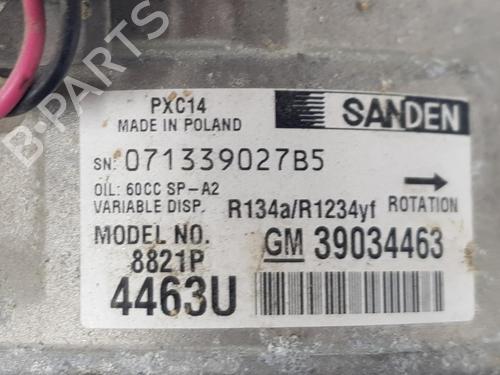 PXC14
SANDEN
MADE IN POLAND
SN: 071339027B5
OIL: 60CC SP-A2
VARIABLE DISP. R134a/R1234yf ROTATION
MODEL NO. GM 39034463
8821P
4463U
B-PARTS